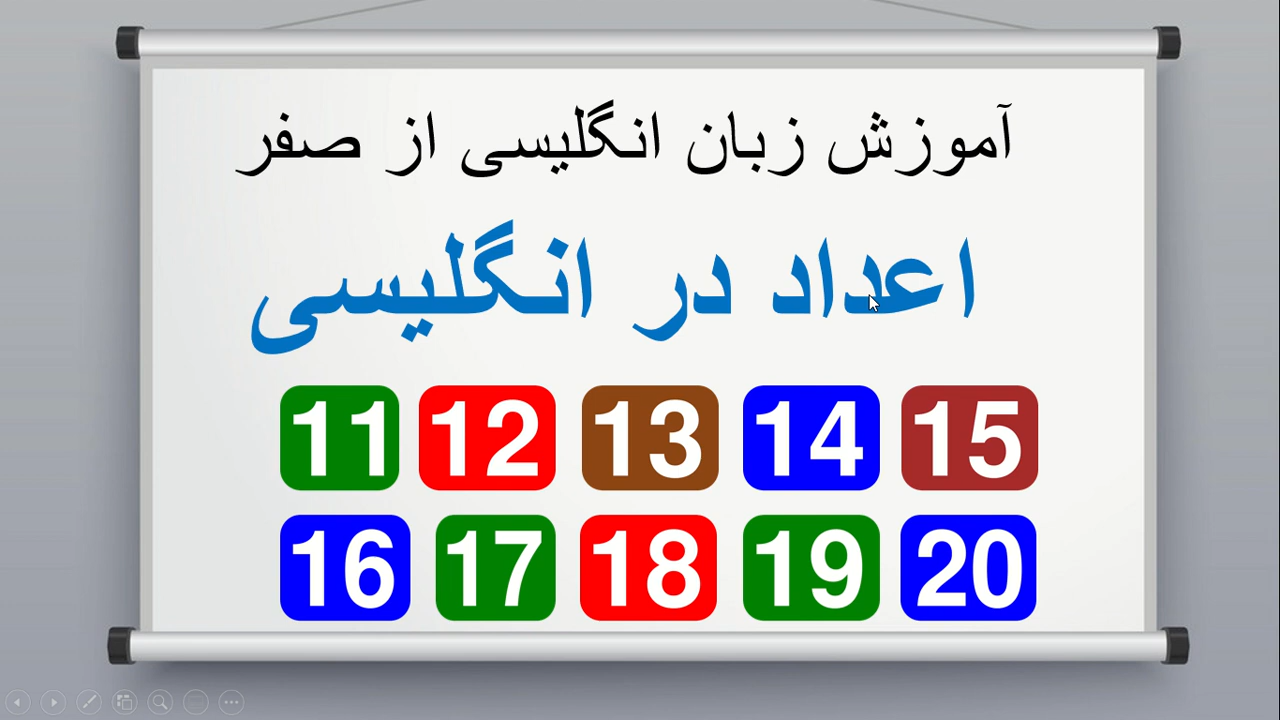 آموزش زبان انگلیسی از صفر
اعداد در انگلیسی
11 12 13 14 15
16 17 18 19 20